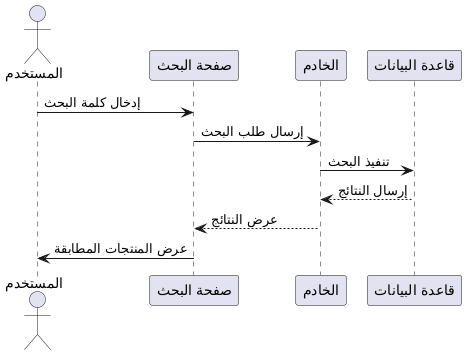 المستخدم
صفحة البحث
الخادم
قاعدة البيانات
إدخال كلمة البحث
إرسال طلب البحث
تنفيذ البحث
إرسال النتائج
عرض النتائج
عرض المنتجات المطابقة
المستخدم
صفحة البحث
الخادم
قاعدة البيانات